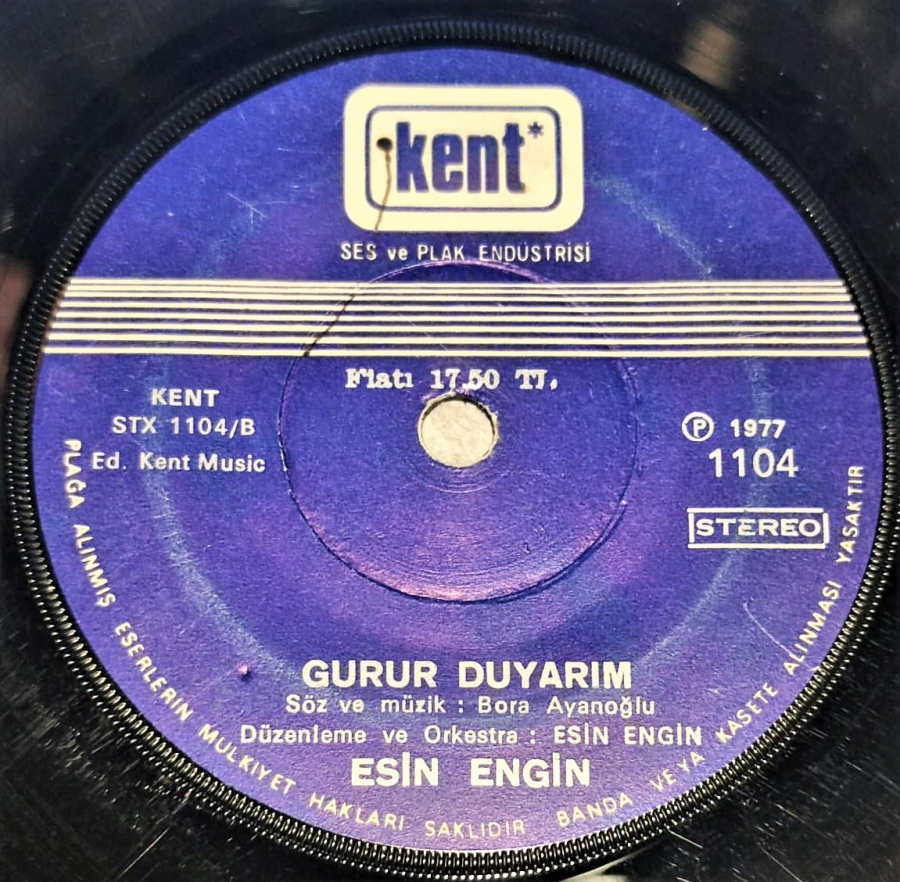 kent*
SES ve PLAK ENDÜSTRİSİ
Fiatı 17.50 TL.
KENT
STX 1104/B
Ed. Kent Music
Ⓟ 1977
1104
STEREO
GURUR DUYARIM
Söz ve müzik : Bora Ayanoğlu
Düzenleme ve Orkestra : ESİN ENGİN
ESİN ENGİN
PLAĞA ALINMIŞ ESERLERİN MÜLKİYET HAKLARI SAKLIDIR BANDA VEYA KASETE ALINMASI YASAKTIR